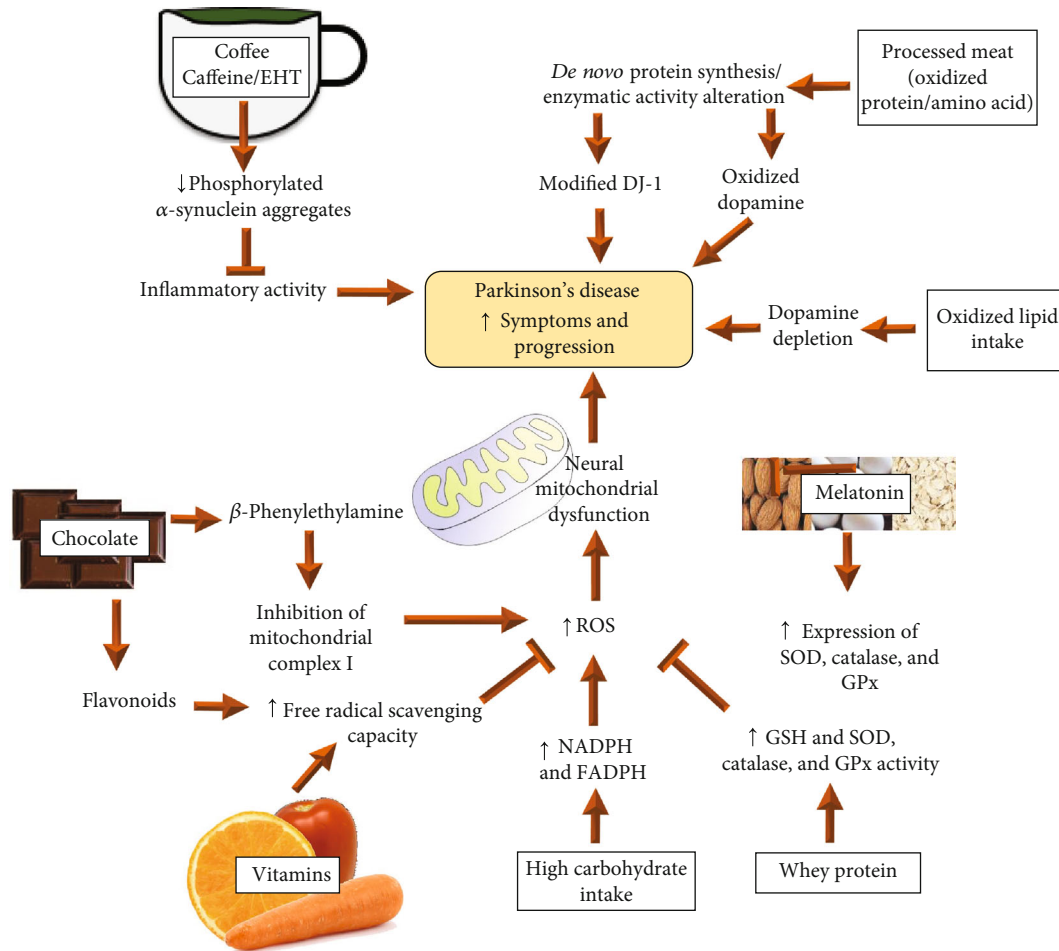 Coffee
Caffeine/EHT
↓Phosphorylated
α-synuclein aggregates
Inflammatory activity
De novo protein synthesis/
enzymatic activity alteration
Processed meat
(oxidized
protein/amino acid)
Modified DJ-1
Oxidized
dopamine
Parkinson's disease
↑ Symptoms and
progression
Dopamine
depletion
Oxidized lipid
intake
Neural
mitochondrial
dysfunction
Melatonin
Chocolate
β-Phenylethylamine
Inhibition of
mitochondrial
complex I
↑ROS
↑ Expression of
SOD, catalase, and
GPx
Flavonoids
↑ Free radical scavenging
capacity
↑ NADPH
and FADPH
↑ GSH and SOD,
catalase, and GPx activity
Vitamins
High carbohydrate
intake
Whey protein